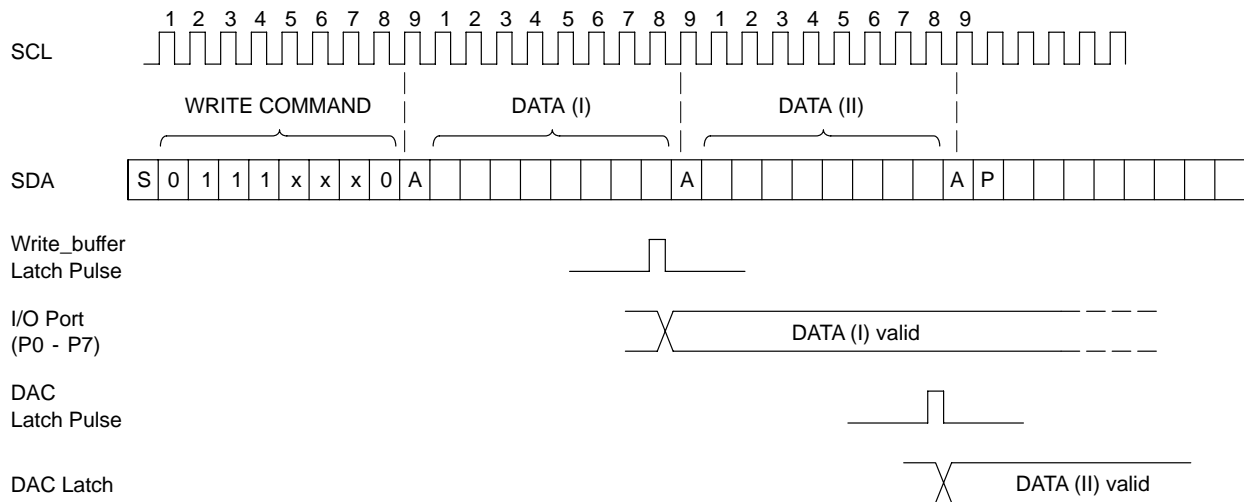 1 2 3 4 5 6 7 8 9 1 2 3 4 5 6 7 8 9 1 2 3 4 5 6 7 8 9
SCL
WRITE COMMAND DATA (I) DATA (II)
SDA S 0 1 1 1 x x x 0 A A A P
Write_buffer
Latch Pulse
I/O Port
(P0 - P7)
DATA (I) valid
DAC
Latch Pulse
DAC Latch DATA (II) valid